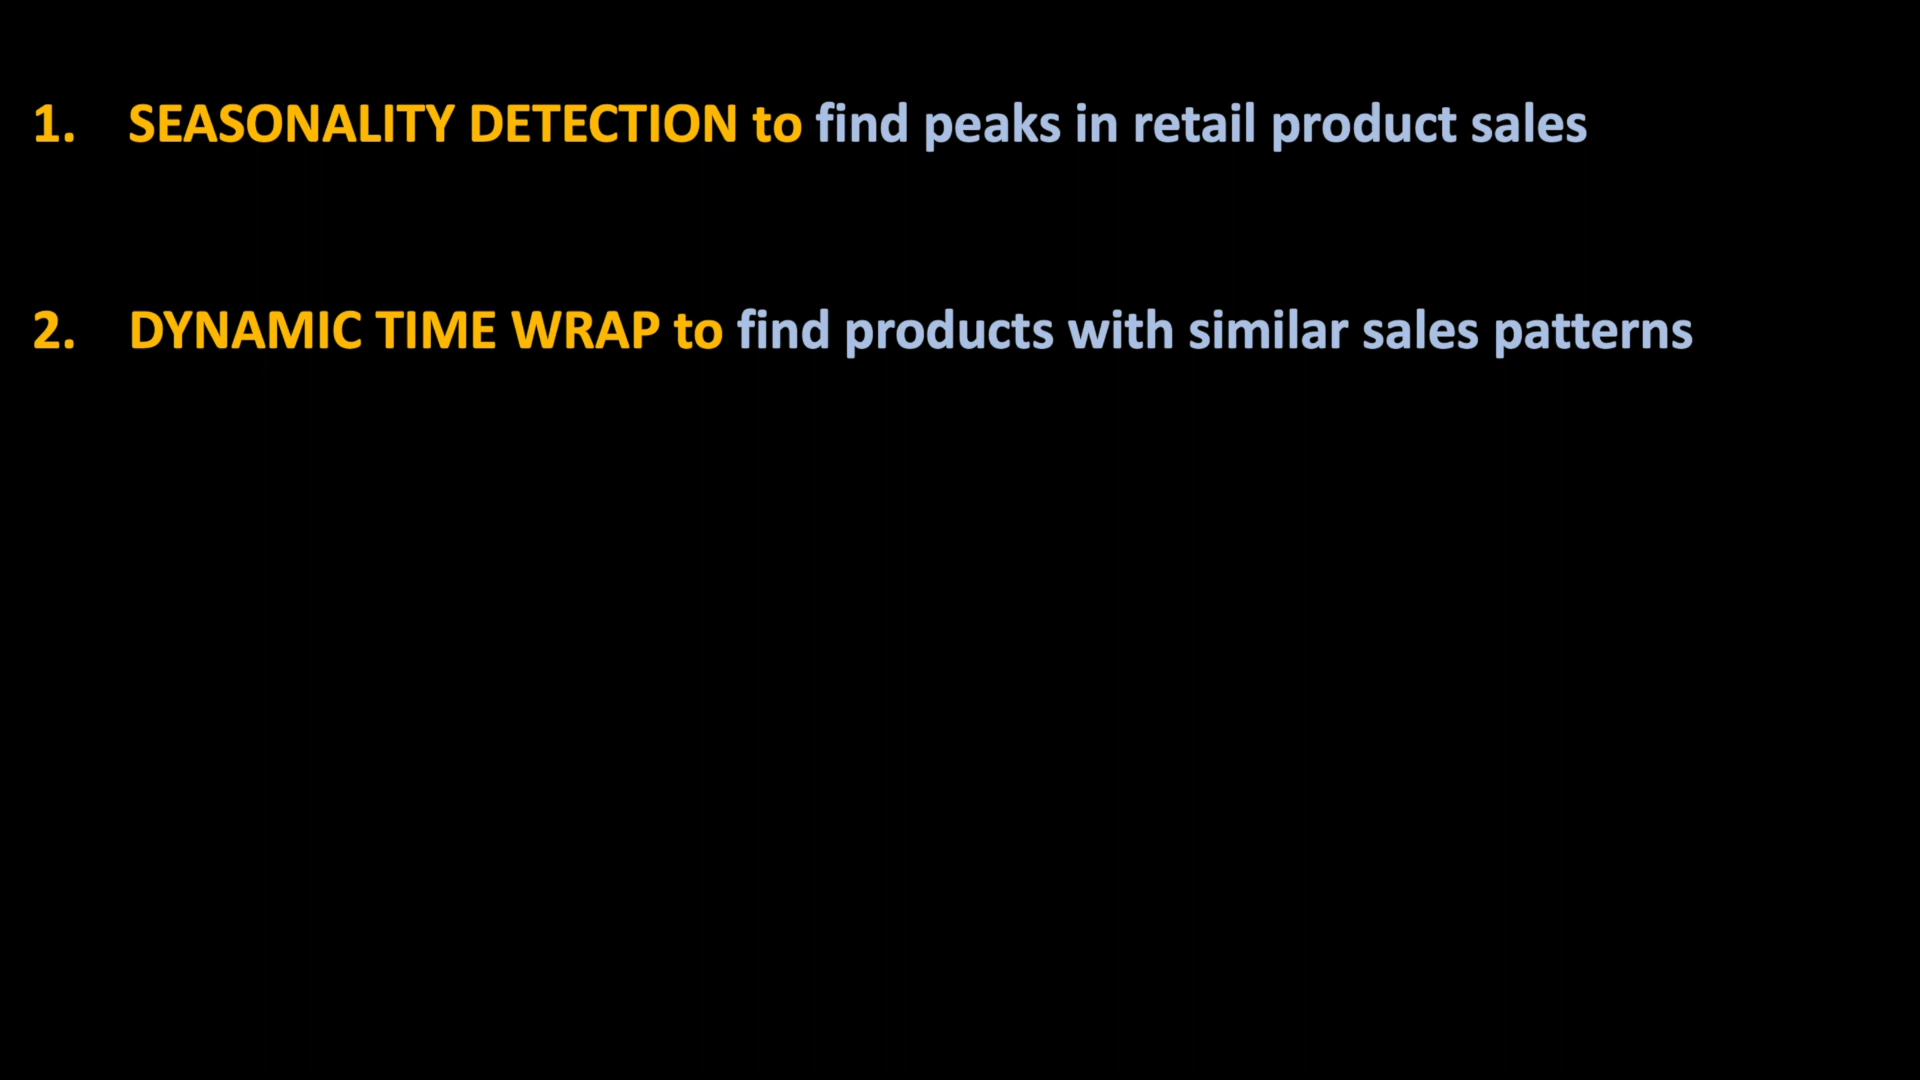 1. SEASONALITY DETECTION to find peaks in retail product sales
2. DYNAMIC TIME WRAP to find products with similar sales patterns